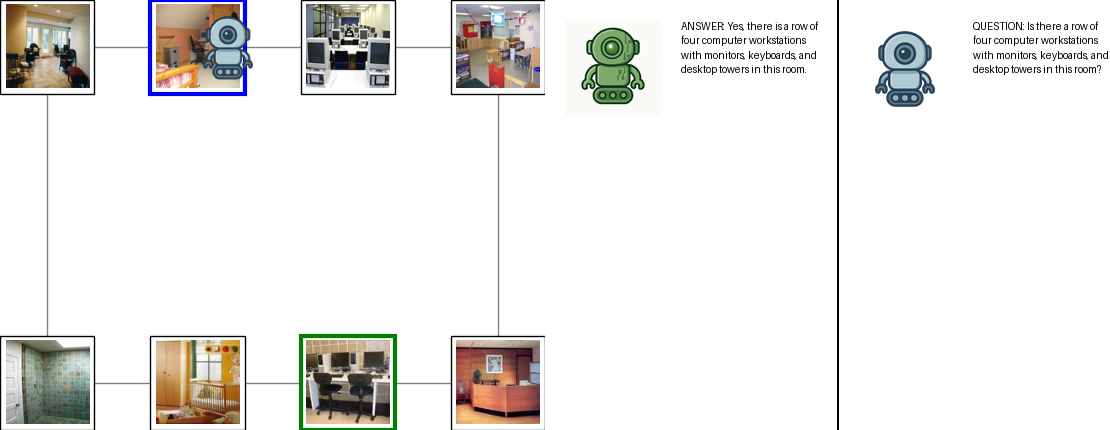 ANSWER: Yes, there is a row of
four computer workstations
with monitors, keyboards, and
desktop towers in this room.
QUESTION: Is there a row of
four computer workstations
with monitors, keyboards, and
desktop towers in this room?